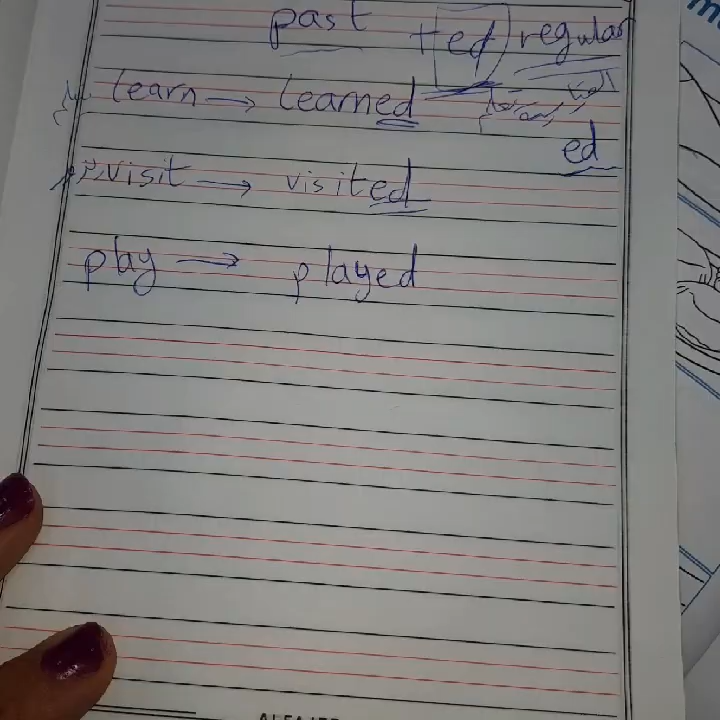 past +ed regular
learn → learned
ed
visit → visited
play → played